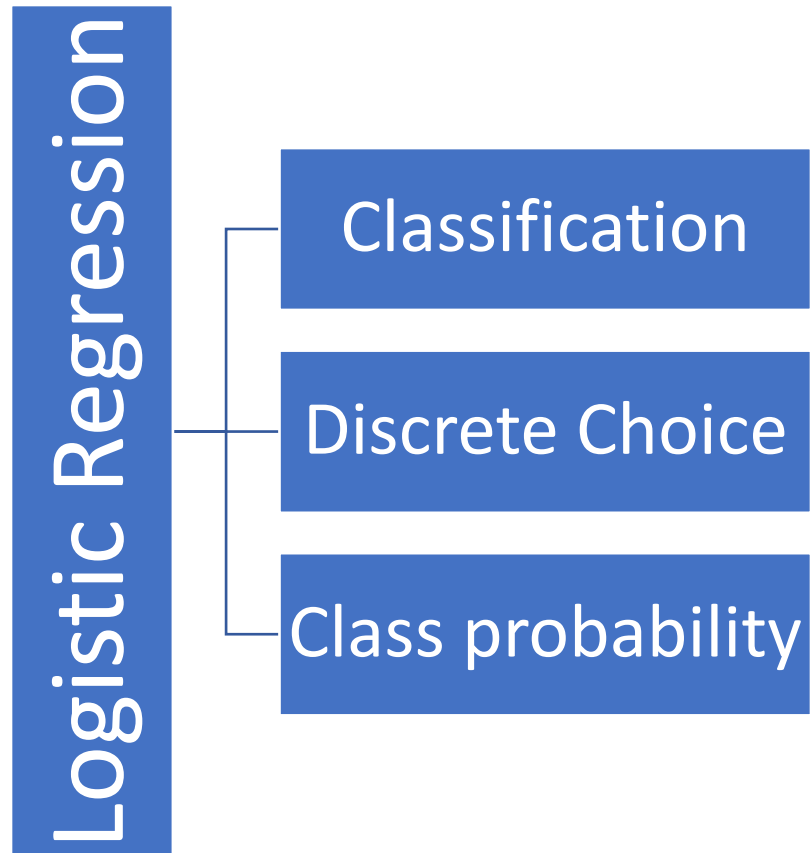 Logistic Regression
Classification
Discrete Choice
Class probability